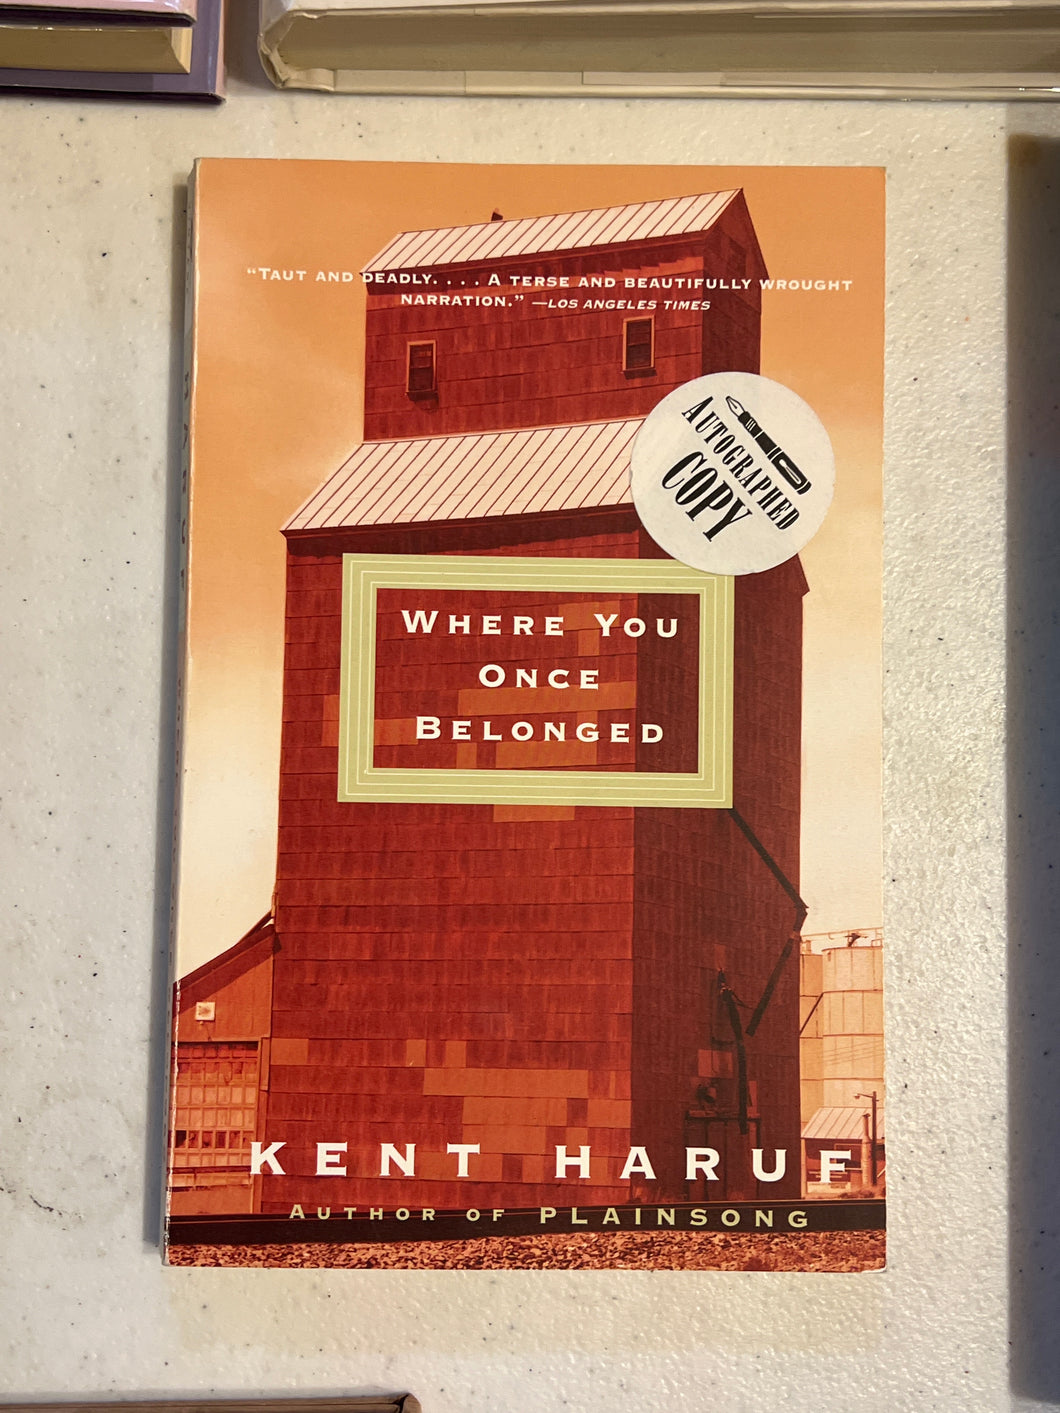 “Taut and deadly. . . . A terse and beautifully wrought
narration.” —Los Angeles Times
Autographed
Copy
Where You
Once
Belonged
Kent Haruf
Author of Plainsong